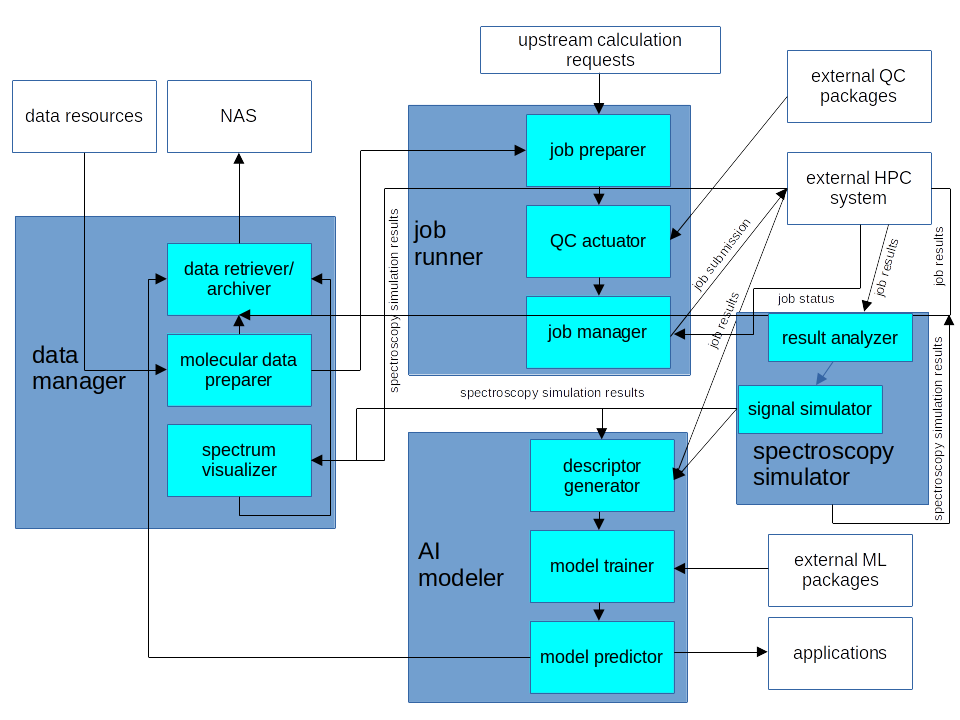 upstream calculation
requests
external QC
packages
data resources
NAS
job preparer
external HPC
system
job
runner
QC actuator
job submission
job results
job results
spectroscopy simulation results
data retriever/
archiver
job status
job results
job manager
result analyzer
data
manager
molecular data
preparer
spectroscopy simulation results
signal simulator
spectroscopy
simulator
spectroscopy simulation results
spectrum
visualizer
descriptor
generator
AI
modeler
model trainer
external ML
packages
model predictor
applications